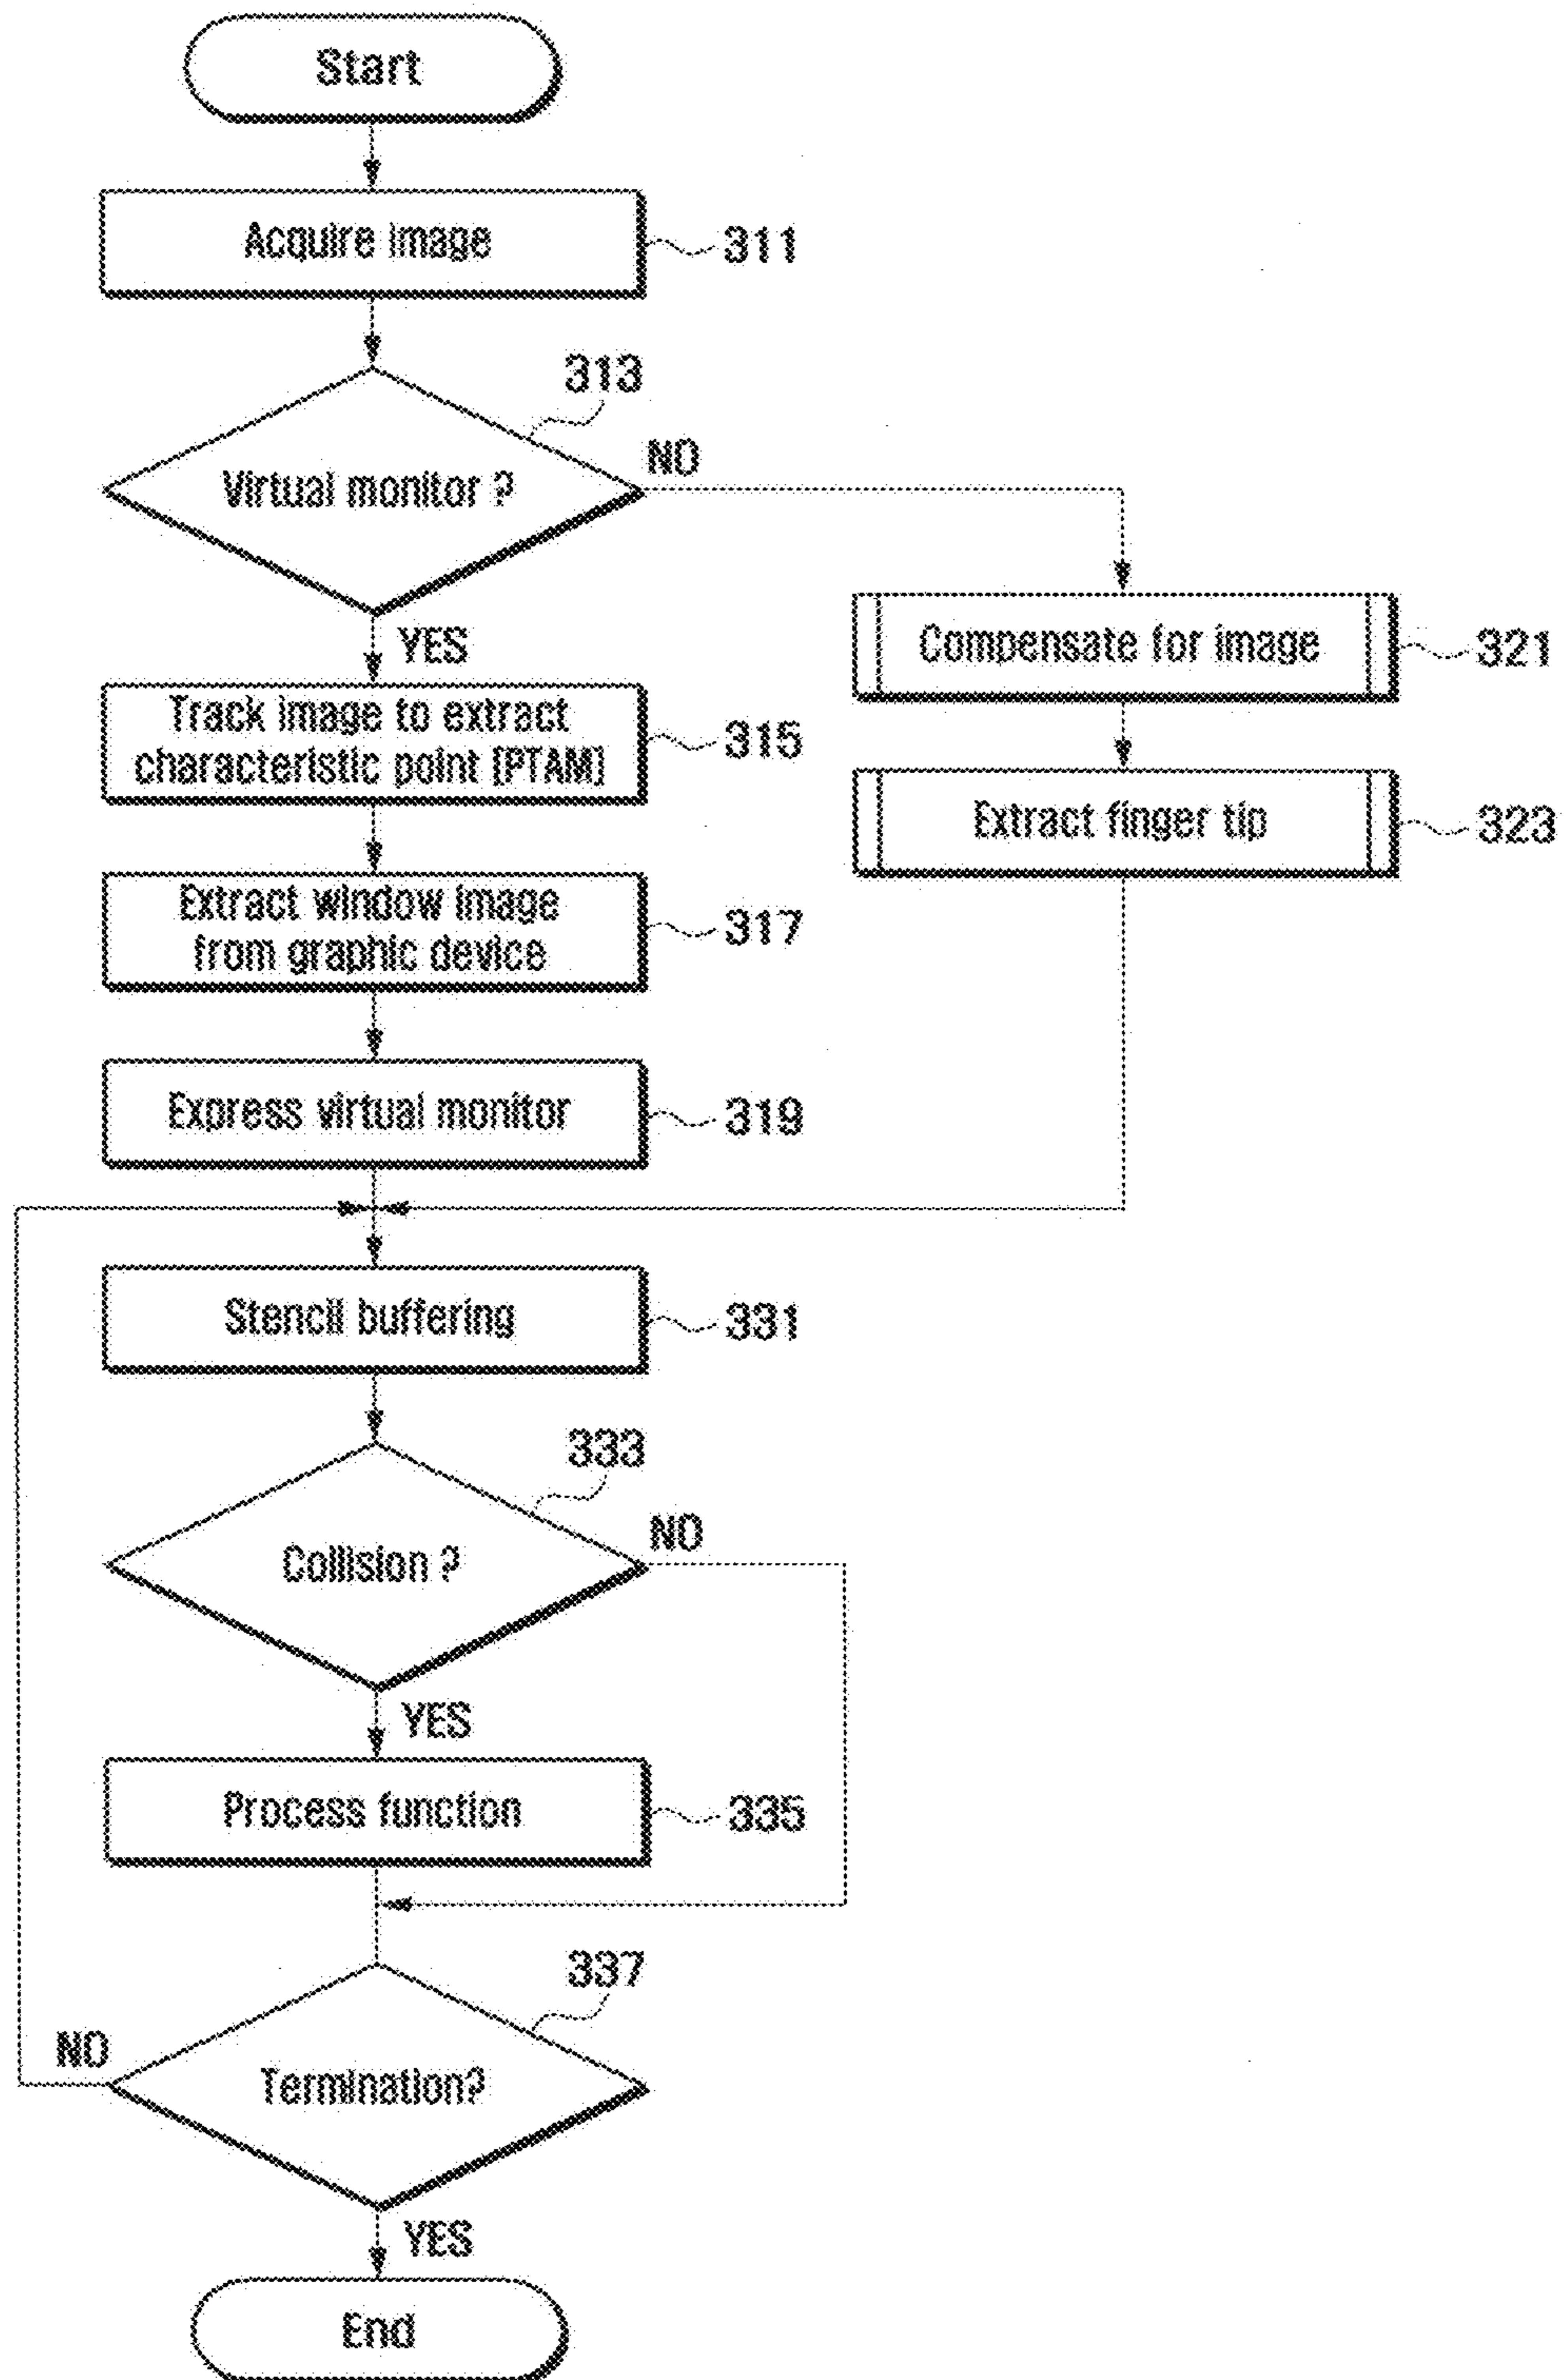 Start
Acquire image
311
313
Virtual monitor ?
NO
YES
Compensate for image
321
Track image to extract
characteristic point [PTAM]
315
Extract finger tip
323
Extract window image
from graphic device
317
Express virtual monitor
319
Stencil buffering
331
333
Collision ?
NO
YES
Process function
335
337
Termination?
NO
YES
End